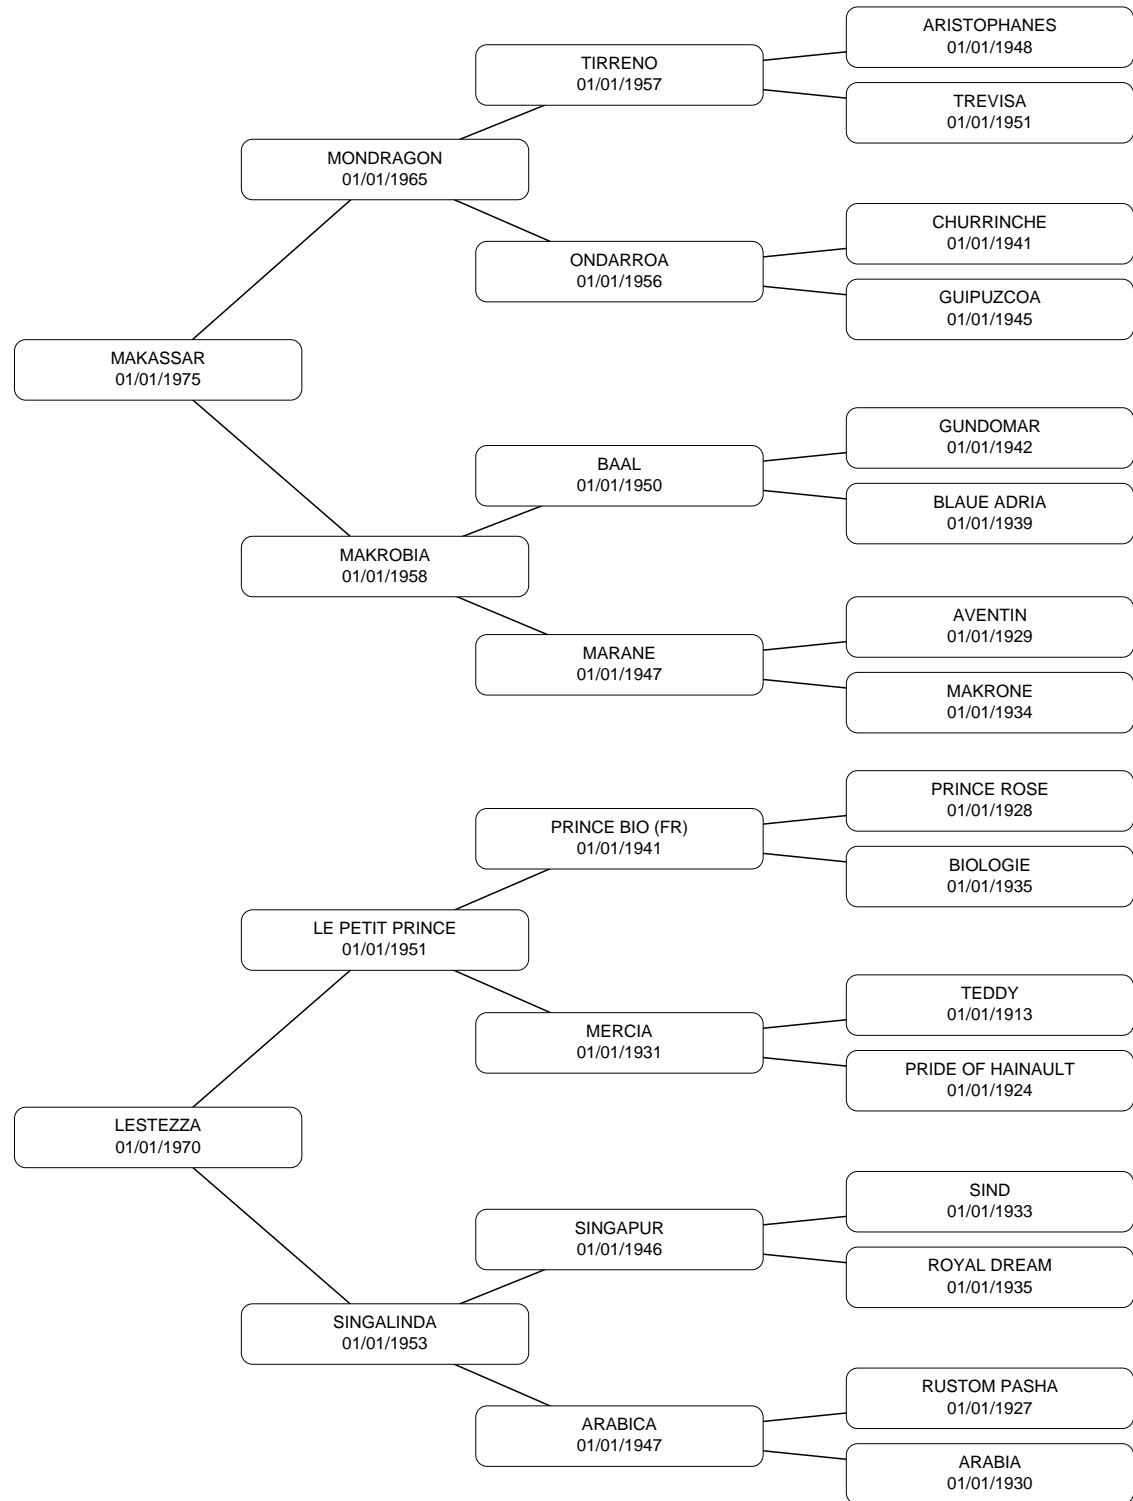 ARISTOPHANES
01/01/1948
TIRRENO
01/01/1957
TREVISA
01/01/1951
MONDRAGON
01/01/1965
CHURRINCHE
01/01/1941
ONDARROA
01/01/1956
GUIPUZCOA
01/01/1945
MAKASSAR
01/01/1975
GUNDOMAR
01/01/1942
BAAL
01/01/1950
BLAUE ADRIA
01/01/1939
MAKROBIA
01/01/1958
AVENTIN
01/01/1929
MARANE
01/01/1947
MAKRONE
01/01/1934
PRINCE ROSE
01/01/1928
PRINCE BIO (FR)
01/01/1941
BIOLOGIE
01/01/1935
LE PETIT PRINCE
01/01/1951
TEDDY
01/01/1913
MERCIA
01/01/1931
PRIDE OF HAINAULT
01/01/1924
LESTEZZA
01/01/1970
SIND
01/01/1933
SINGAPUR
01/01/1946
ROYAL DREAM
01/01/1935
SINGALINDA
01/01/1953
RUSTOM PASHA
01/01/1927
ARABICA
01/01/1947
ARABIA
01/01/1930